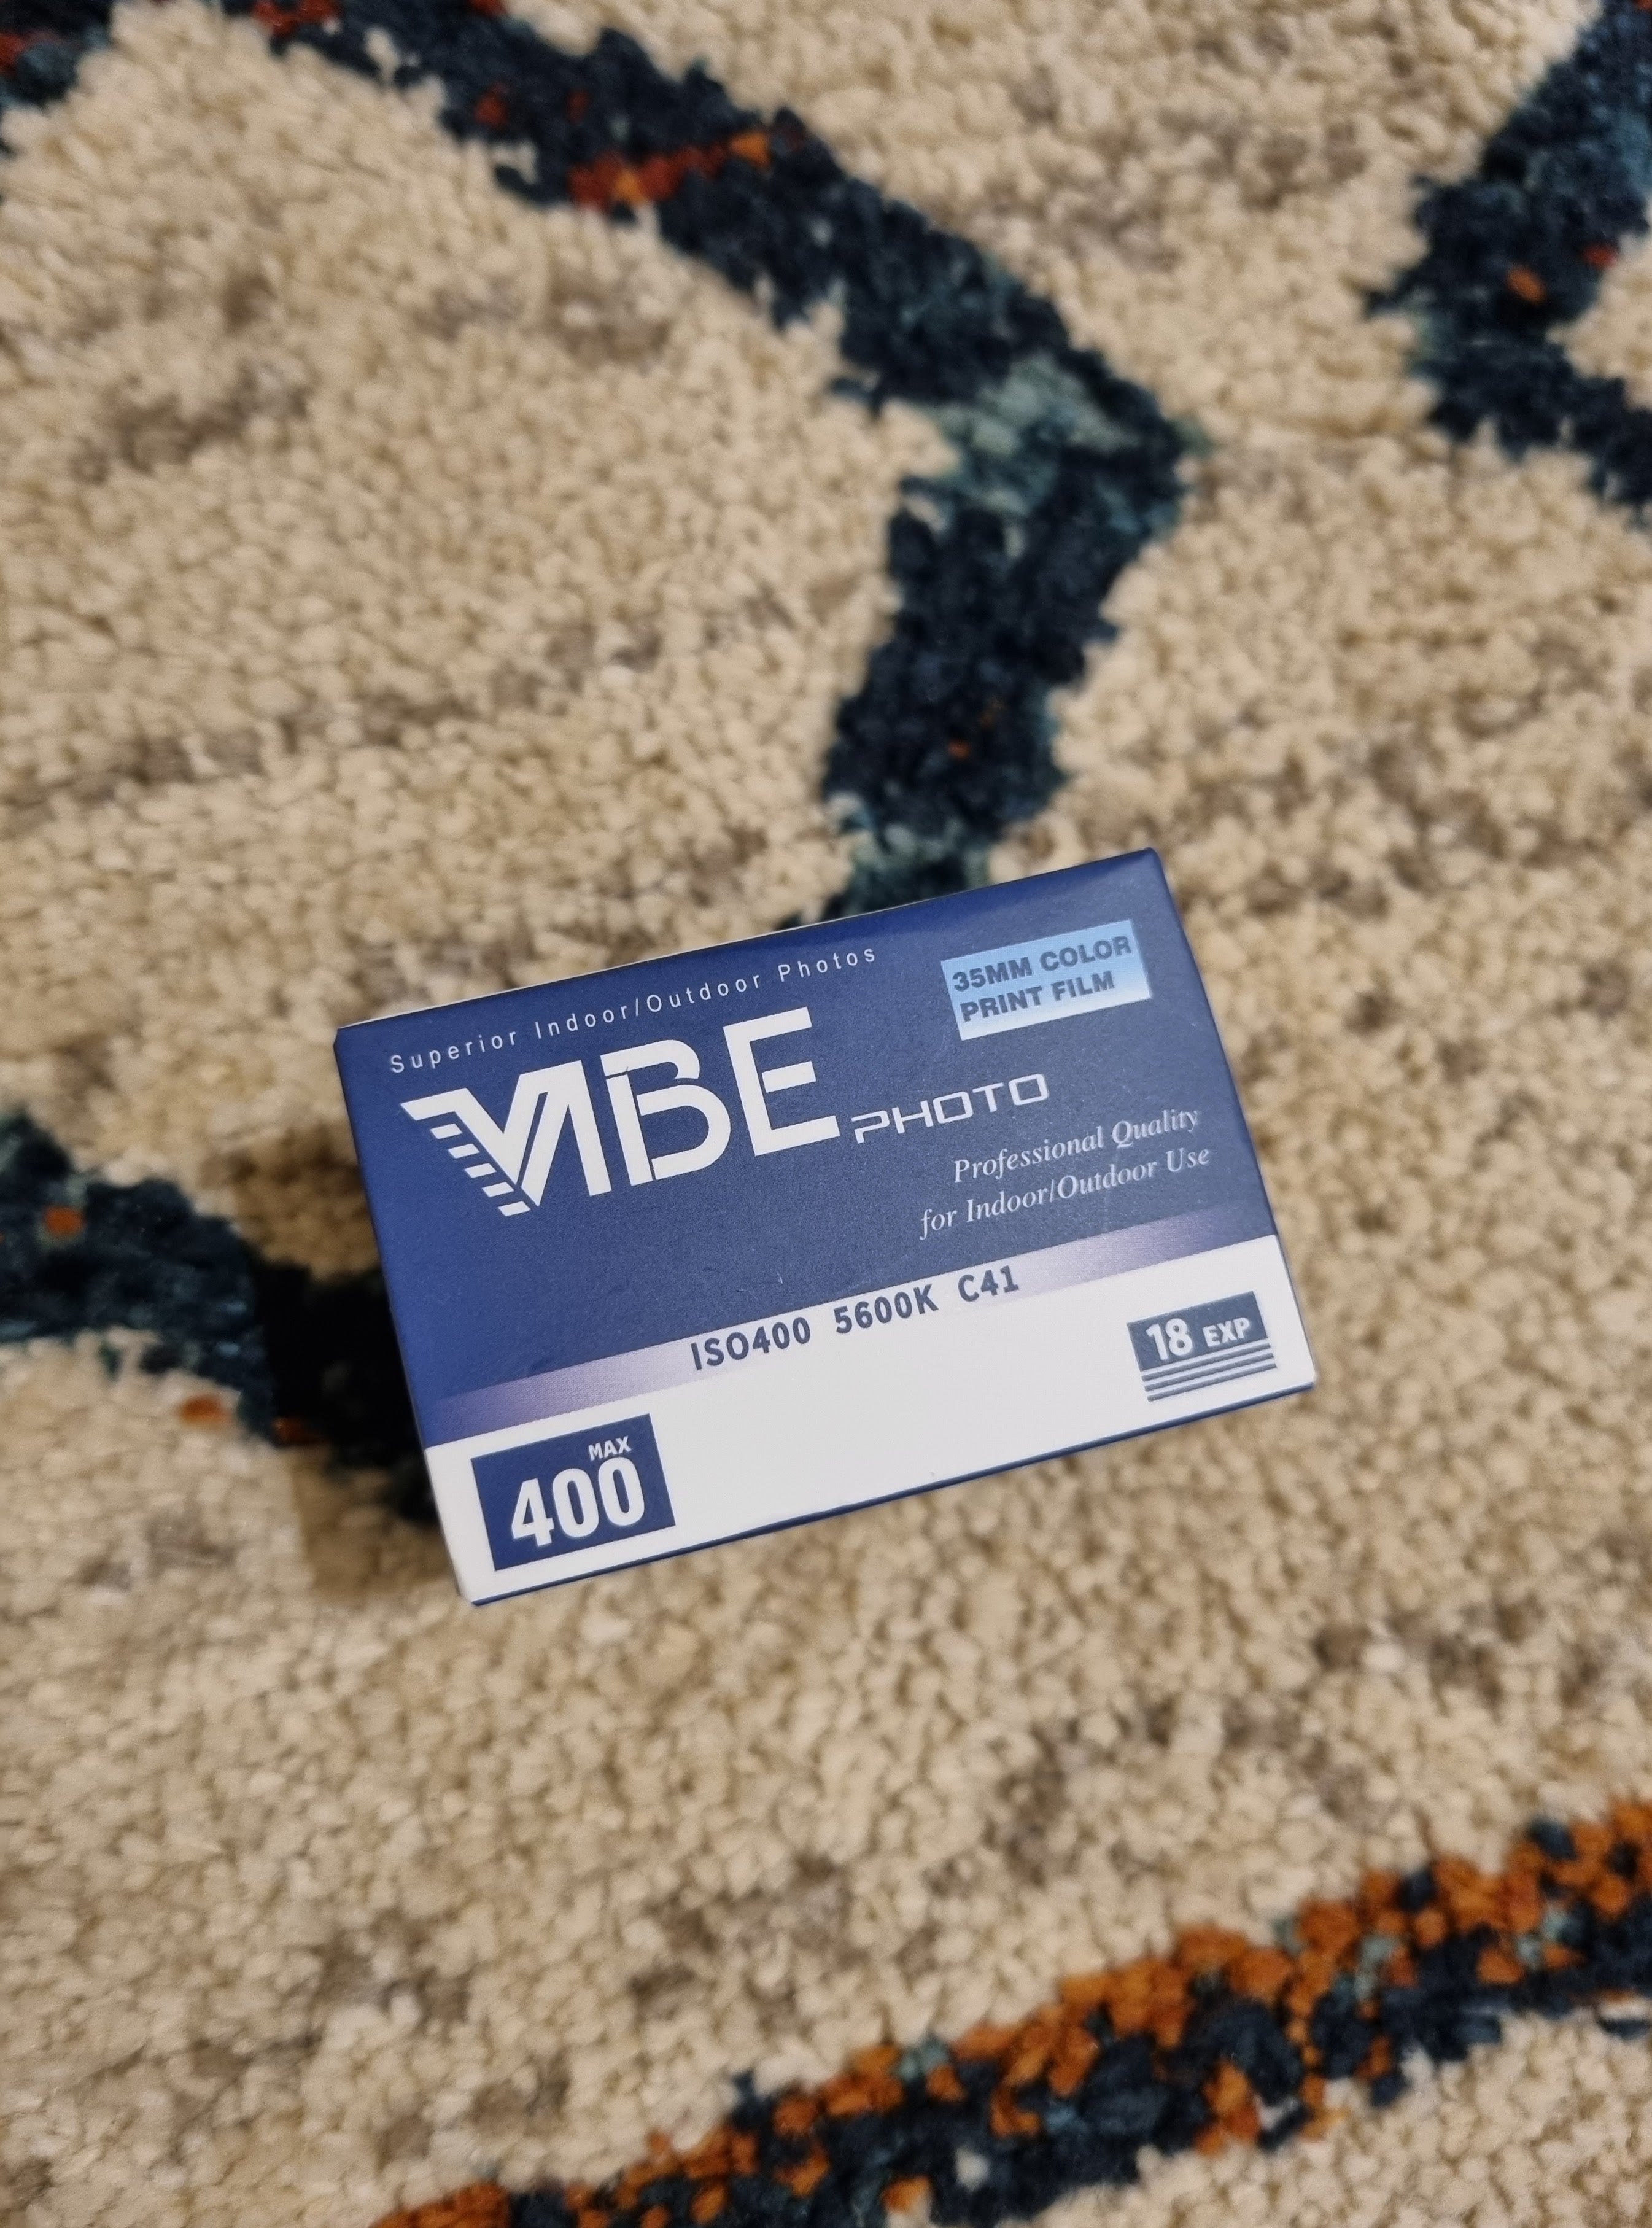 Superior Indoor/Outdoor Photos
35MM COLOR
PRINT FILM
VIBE PHOTO
Professional Quality
for Indoor/Outdoor Use
ISO400 5600K C41
18 EXP
MAX
400